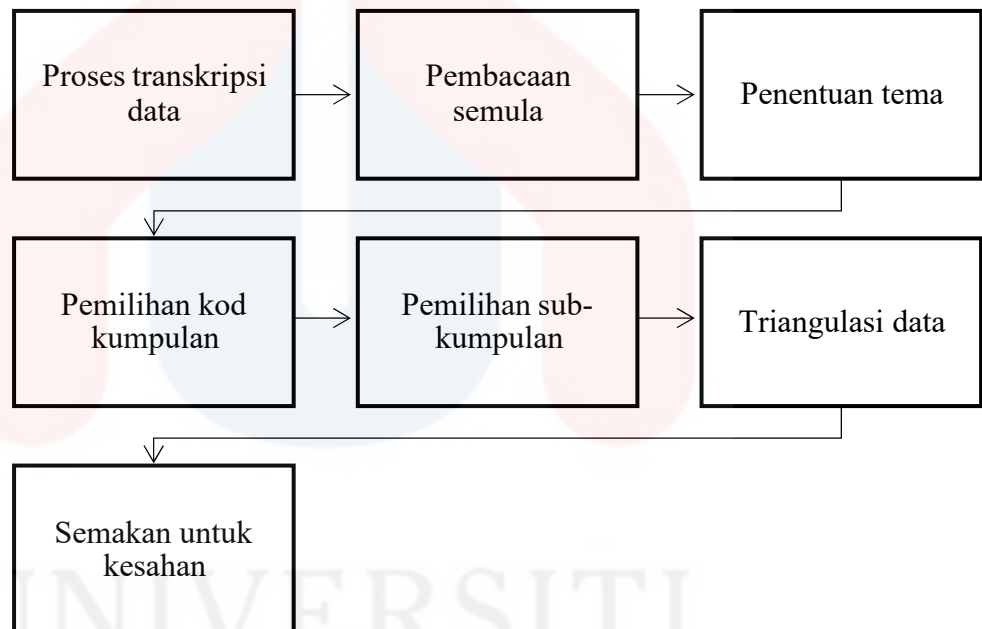 Proses transkripsi
data
Pembacaan
semula
Penentuan tema
Pemilihan kod
kumpulan
Pemilihan sub-
kumpulan
Triangulasi data
Semakan untuk
kesahan
UNIVERSITI